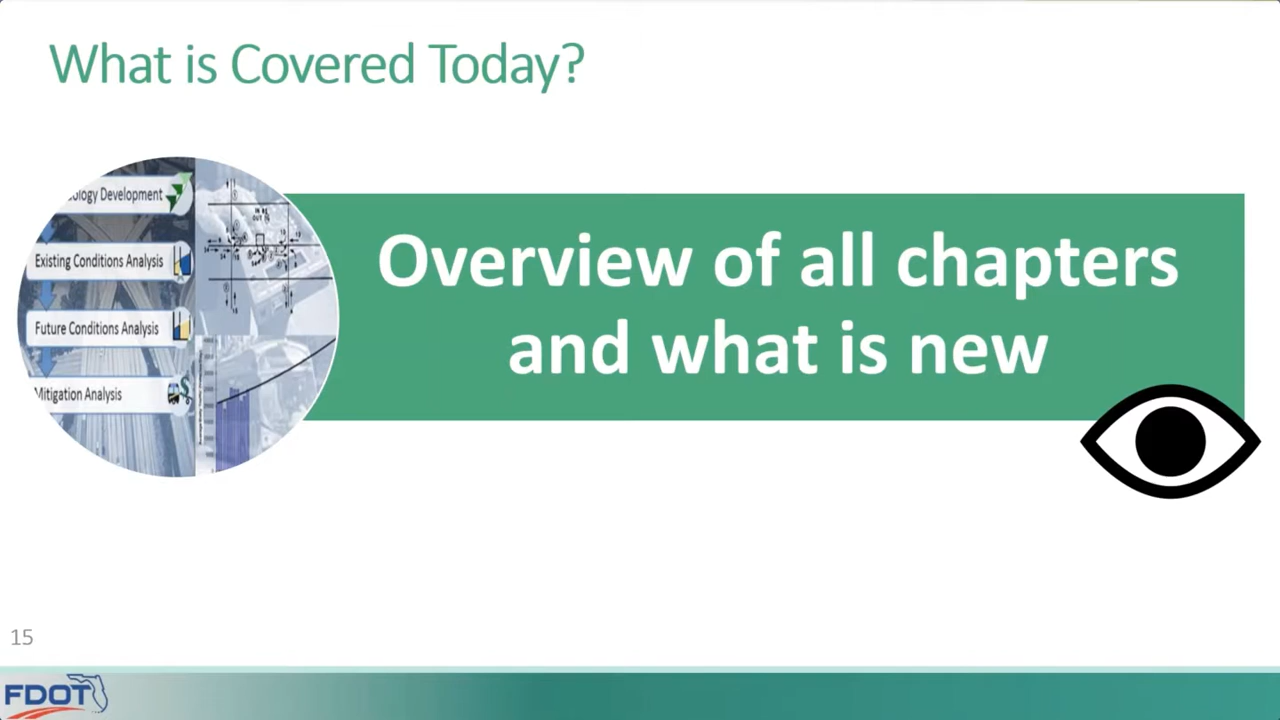 What is Covered Today?
ology Development
Existing Conditions Analysis
Future Conditions Analysis
Mitigation Analysis
Overview of all chapters
and what is new
15
FDOT